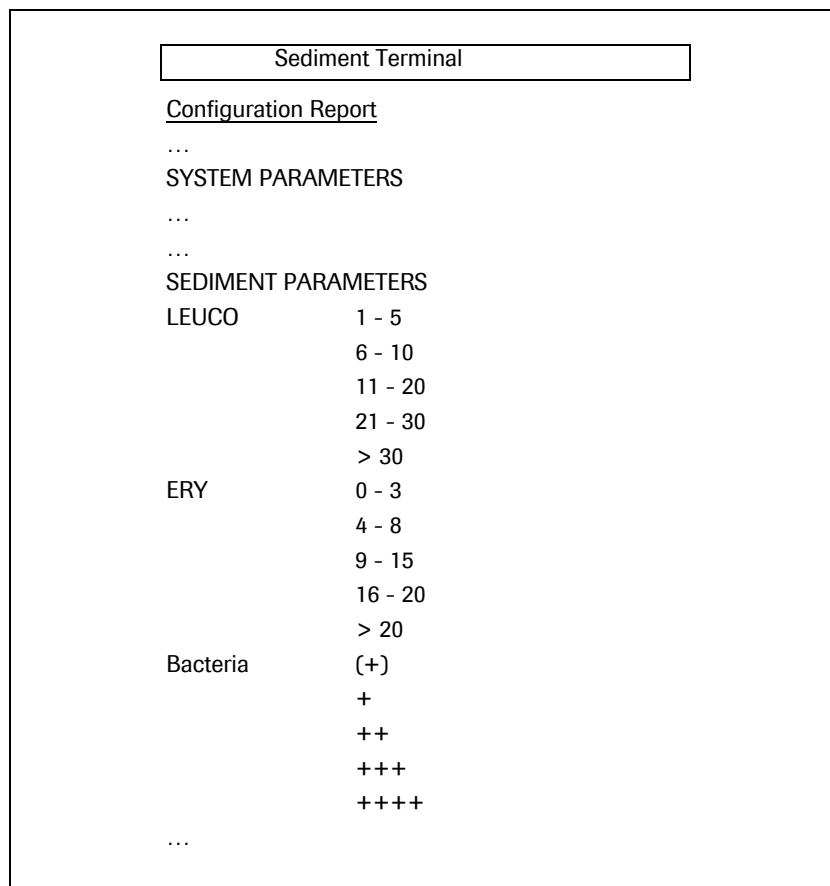 Sediment Terminal
Configuration Report
…
SYSTEM PARAMETERS
…
…
SEDIMENT PARAMETERS
LEUCO 1 - 5
6 - 10
11 - 20
21 - 30
> 30
ERY 0 - 3
4 - 8
9 - 15
16 - 20
> 20
Bacteria (+)
+
++
+++
++++
…